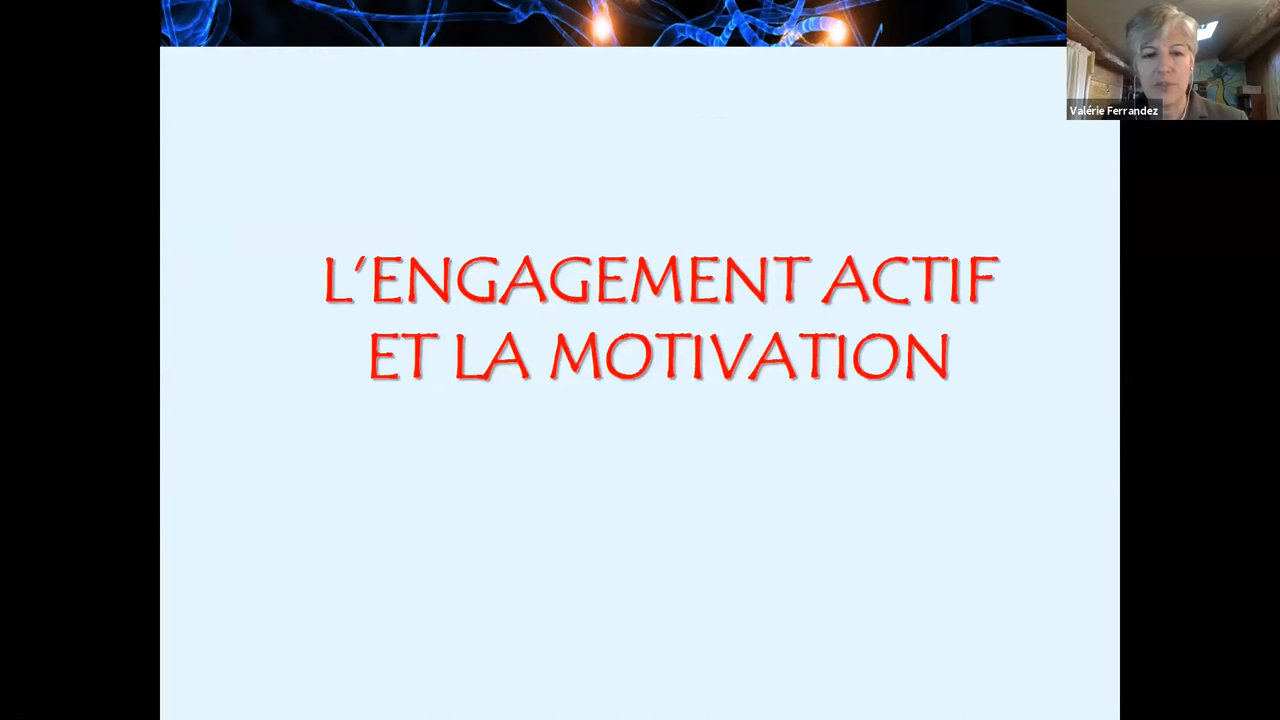 Valérie Ferrandez
L'ENGAGEMENT ACTIF
ET LA MOTIVATION